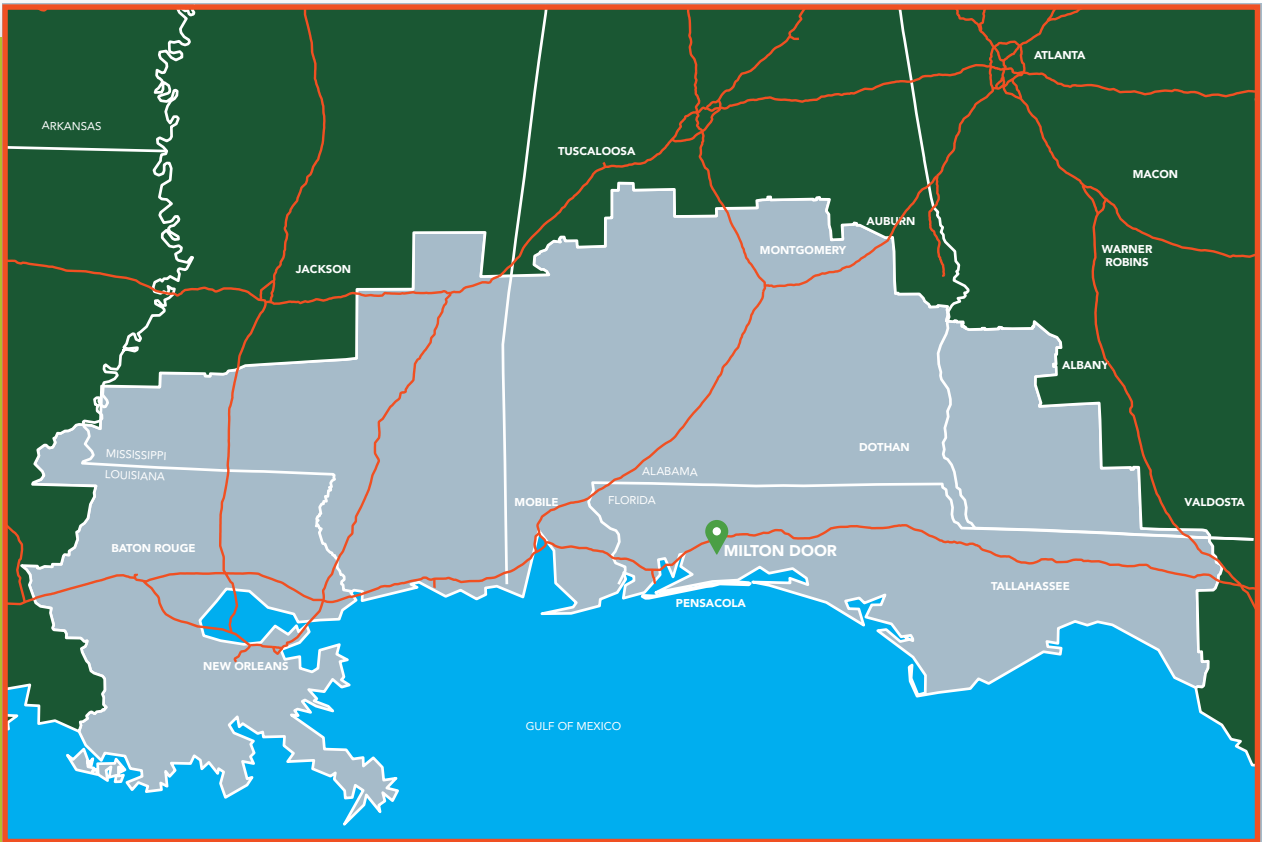 ATLANTA
ARKANSAS
TUSCALOOSA
MACON
AUBURN
MONTGOMERY
WARNER
ROBINS
JACKSON
ALBANY
DOTHAN
MISSISSIPPI
LOUISIANA
ALABAMA
FLORIDA
MOBILE
VALDOSTA
BATON ROUGE
MILTON DOOR
TALLAHASSEE
PENSACOLA
NEW ORLEANS
GULF OF MEXICO